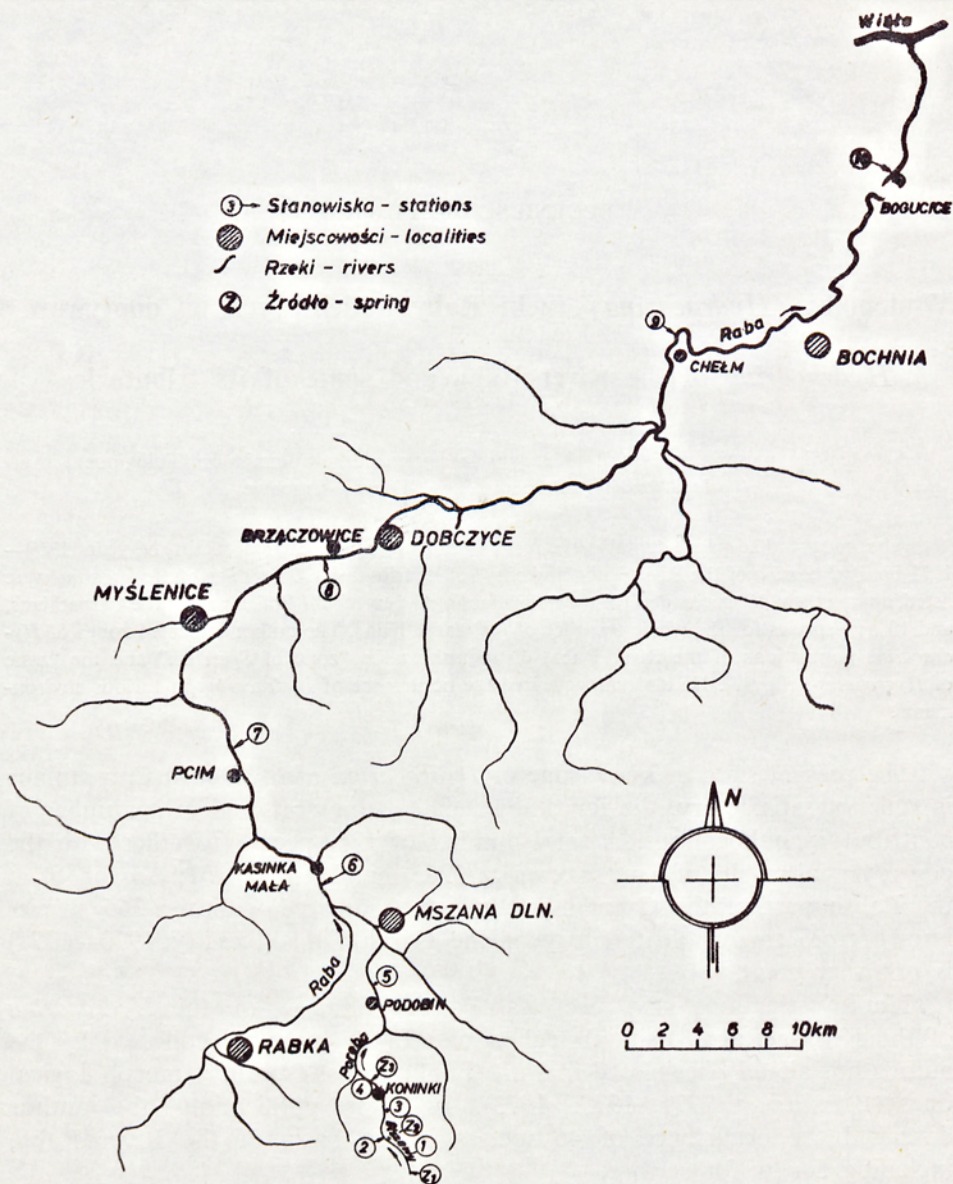 Wisła
10
BOGUCICE
3 Stanowiska - stations
Miejscowości - localities
Rzeki - rivers
Z Źródło - spring
9
Raba
CHEŁM
BOCHNIA
BRZĄCZOWICE
DOBCZYCE
8
MYŚLENICE
7
PCIM
N
KASINKA
MAŁA
6
MSZANA DLN.
Raba
5
PODOBIN
0 2 4 6 8 10km
RABKA
Poręba
Z3
4
KONINKI
3
Z2
2
1
Z1